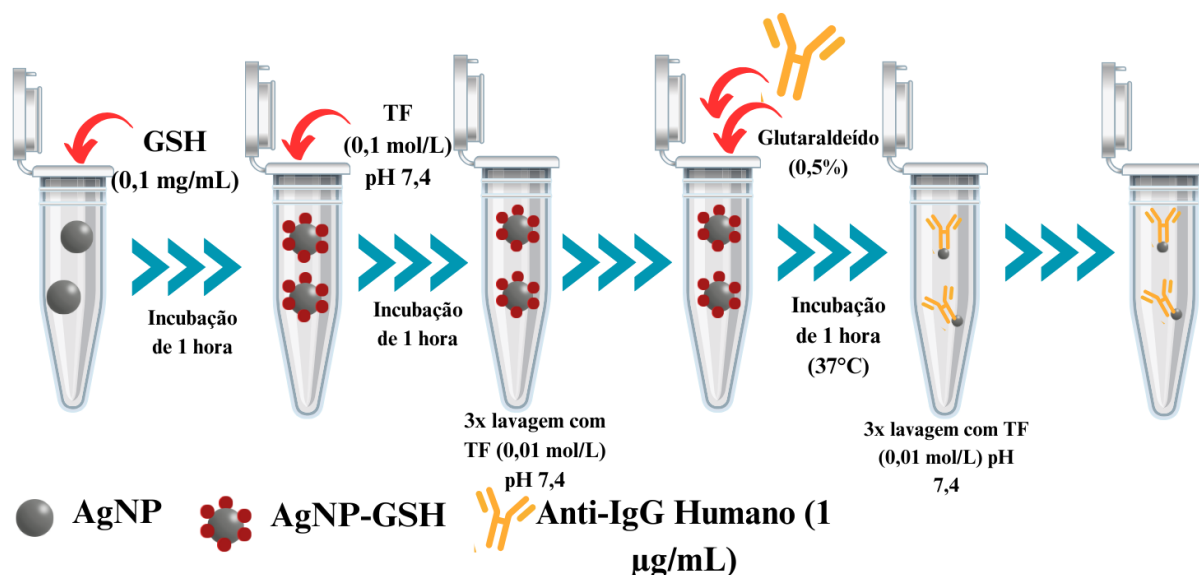 GSH
(0,1 mg/mL)
Incubação
de 1 hora
TF
(0,1 mol/L)
pH 7,4
Incubação
de 1 hora
3x lavagem com
TF (0,01 mol/L)
pH 7,4
Glutaraldeído
(0,5%)
Incubação
de 1 hora
(37°C)
3x lavagem com TF
(0,01 mol/L) pH
7,4
AgNP
AgNP-GSH
Anti-IgG Humano (1
µg/mL)